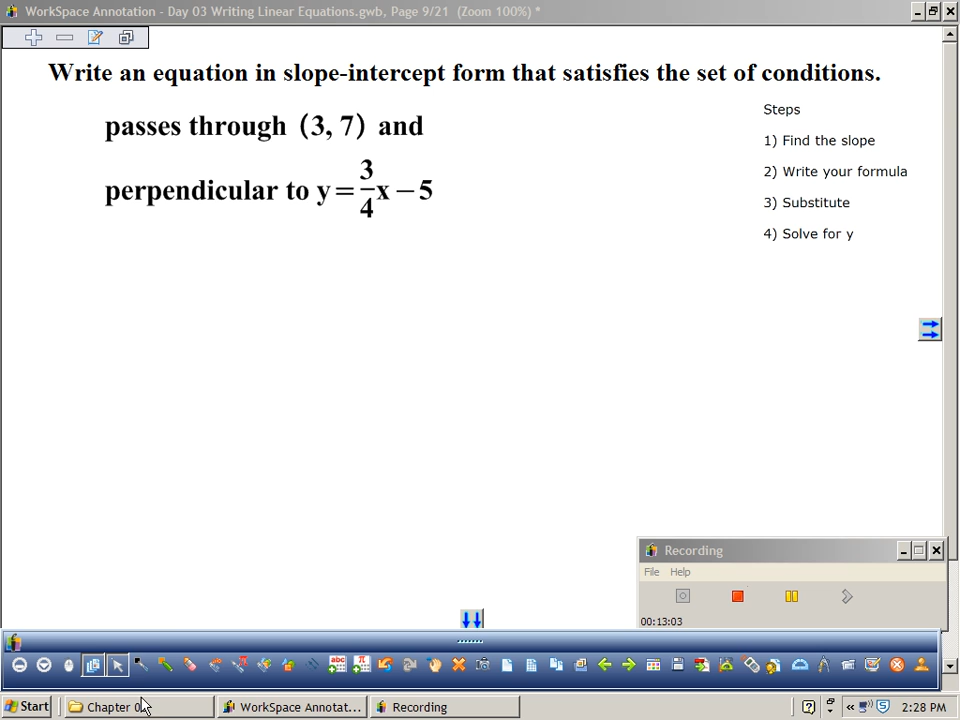 WorkSpace Annotation - Day 03 Writing Linear Equations.gwb, Page 9/21 (Zoom 100%) *
Write an equation in slope-intercept form that satisfies the set of conditions.
passes through (3, 7) and
perpendicular to y = 3/4 x − 5
Steps
1) Find the slope
2) Write your formula
3) Substitute
4) Solve for y
Recording
File Help
00:13:03
abc
Start
Chapter 0
WorkSpace Annotat...
Recording
2:28 PM